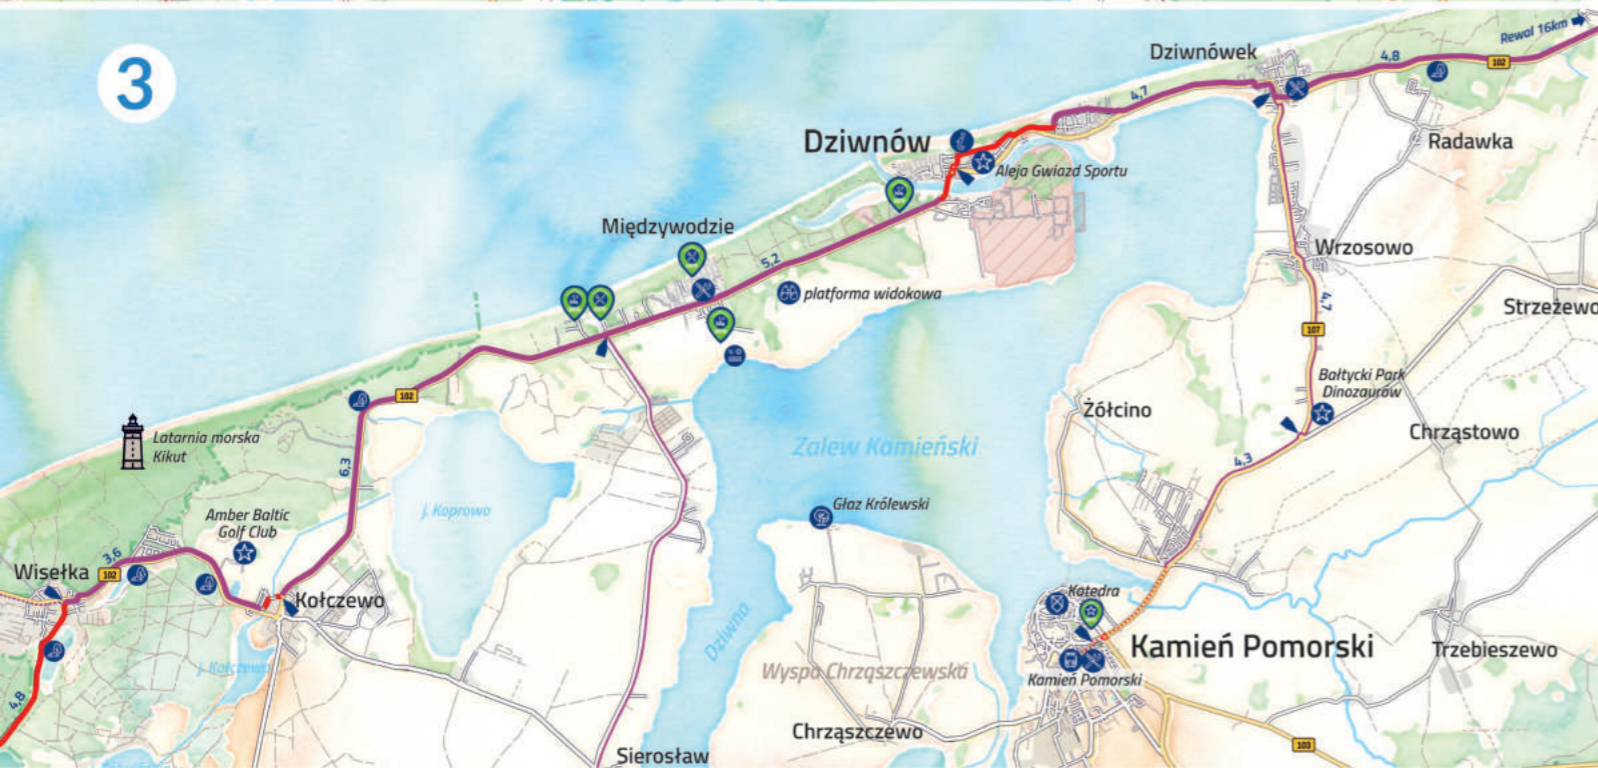 3
Rewal 16km
Dziwnówek
4,8
102
4,7
Dziwnów
Radawka
Aleja Gwiazd Sportu
Międzywodzie
5,2
Wrzosowo
platforma widokowa
4,7
Strzeżewo
107
Bałtycki Park
Dinozaurów
102
Żółcino
Chrząstowo
Latarnia morska
Kikut
Zalew Kamieński
6,3
4,3
Głaz Królewski
j. Koprowo
Amber Baltic
Golf Club
3,6
Wisełka
102
Kołczewo
Katedra
Dziwna
Kamień Pomorski
Trzebieszewo
j. Kołczewo
Wyspa Chrząszczewska
Kamień Pomorski
4,8
Chrząszczewo
103
Sierosław